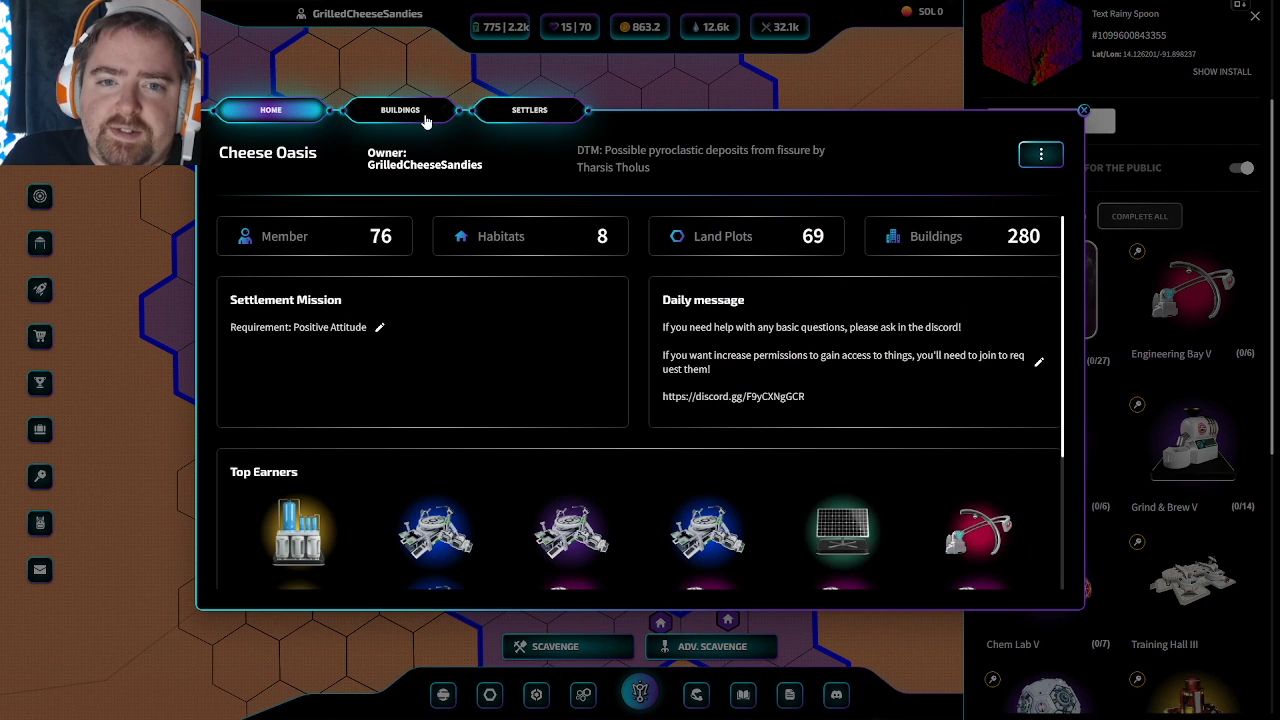 GrilledCheeseSandies
775 | 2.2k
15 | 70
863.2
12.6k
32.1k
SOL 0
Text Rainy Spoon
#1099600843355
Lat/Lon: 14.126201/-91.898237
SHOW INSTALL
HOME
BUILDINGS
SETTLERS
Cheese Oasis
Owner:
GrilledCheeseSandies
DTM: Possible pyroclastic deposits from fissure by
Tharsis Tholus
FOR THE PUBLIC
COMPLETE ALL
Member 76
Habitats 8
Land Plots 69
Buildings 280
Settlement Mission
Requirement: Positive Attitude
Daily message
If you need help with any basic questions, please ask in the discord!
If you want increase permissions to gain access to things, you'll need to join to req
uest them!
https://discord.gg/F9yCXNgGCR
Top Earners
(0/27)
Engineering Bay V (0/6)
(0/6)
Grind & Brew V (0/14)
Chem Lab V (0/7)
Training Hall III
SCAVENGE
ADV. SCAVENGE